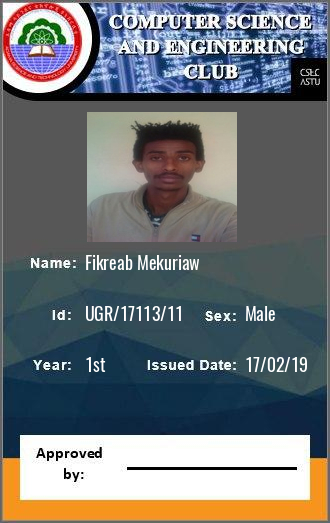 COMPUTER SCIENCE
AND ENGINEERING
CLUB
CSEC
ASTU
Name: Fikreab Mekuriaw
Id: UGR/17113/11 Sex: Male
Year: 1st Issued Date: 17/02/19
Approved
by: